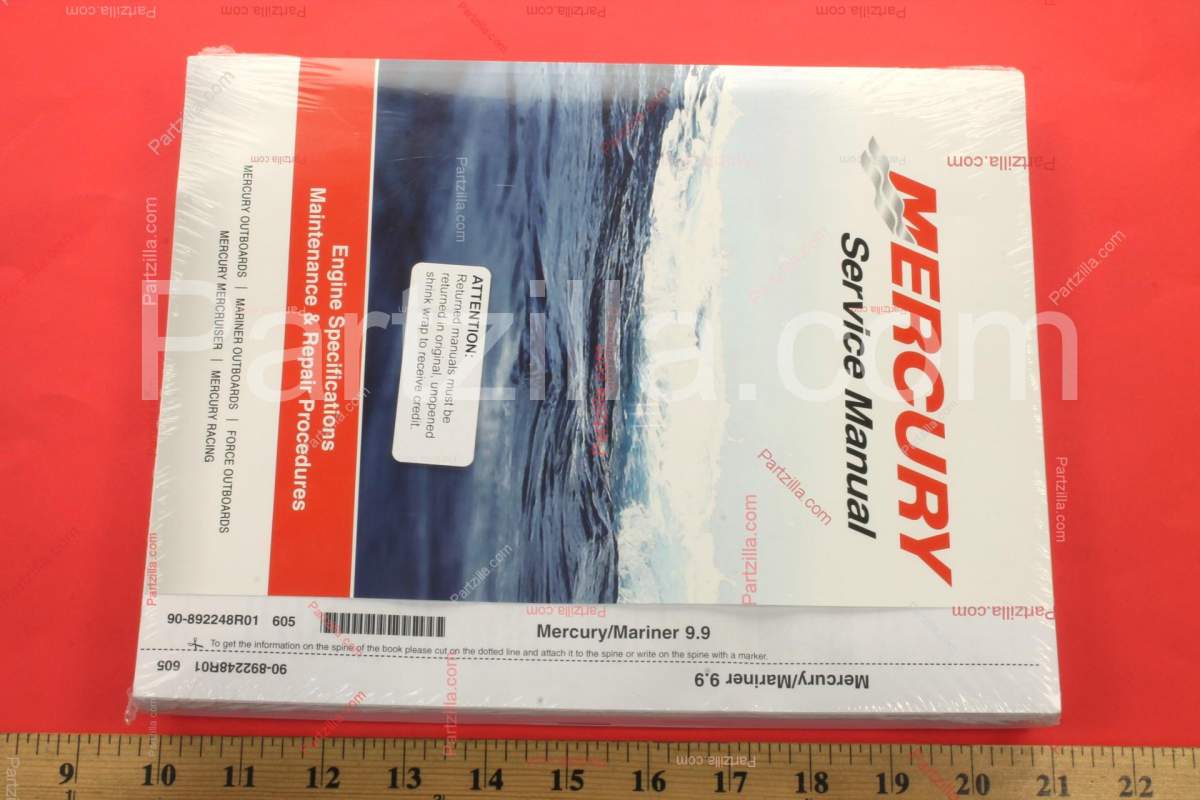 MERCURY
Service Manual
ATTENTION:
Returned manuals must be
returned in original, unopened
shrink wrap to receive credit.
Engine Specifications
Maintenance & Repair Procedures
MERCURY OUTBOARDS | MARINER OUTBOARDS | FORCE OUTBOARDS
MERCURY MERCRUISER | MERCURY RACING
90-892248R01 605
Mercury/Mariner 9.9
To get the information on the spine of the book please cut on the dotted line and attach it to the spine or write on the spine with a marker.
90-892248R01 605
Mercury/Mariner 9.9
Partzilla.com
9 10 11 12 13 14 15 16 17 18 19 20 21 22